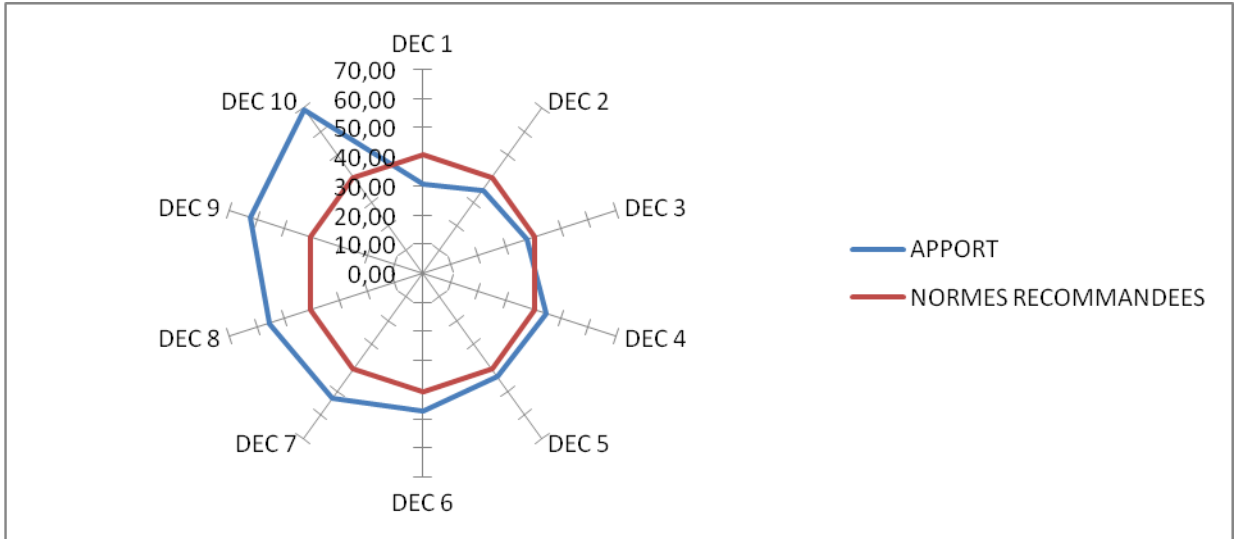 DEC 1
70,00
60,00
50,00
40,00
30,00
20,00
10,00
0,00
DEC 2
DEC 3
DEC 4
DEC 5
DEC 6
DEC 7
DEC 8
DEC 9
DEC 10
APPORT
NORMES RECOMMANDEES